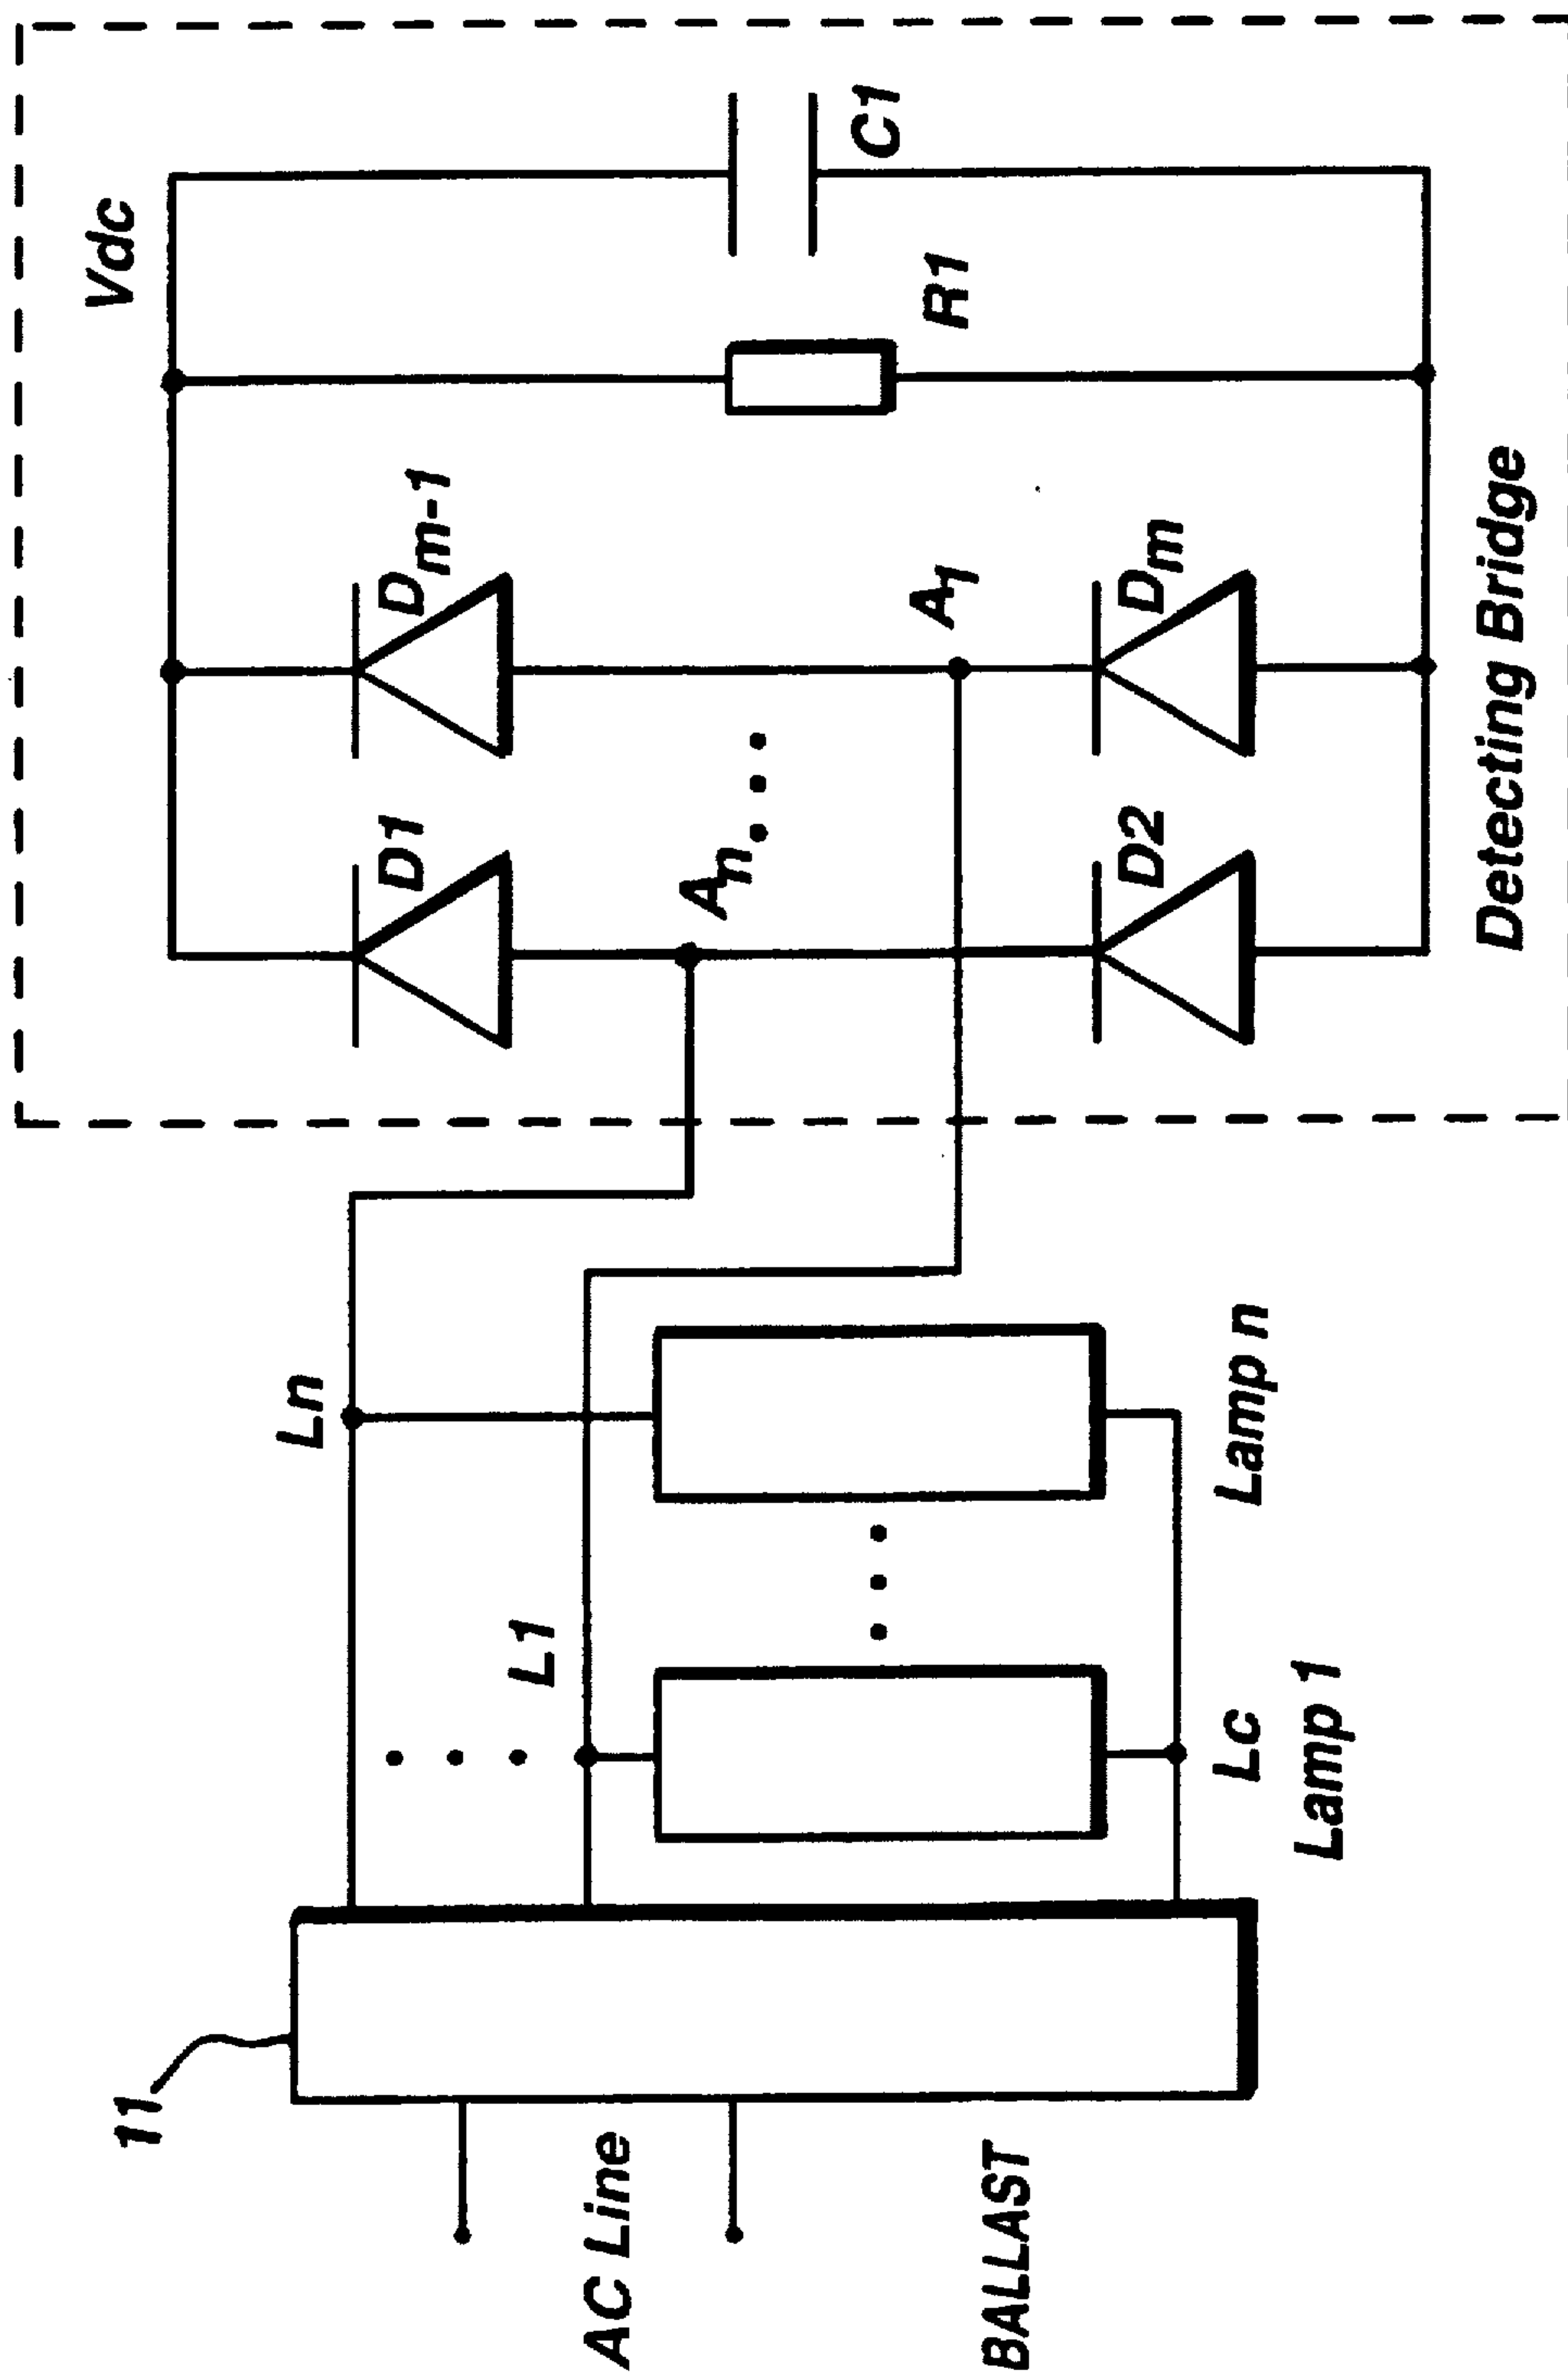 11
AC Line
BALLAST
Ln
L1
Lc
Lamp 1
Lamp n
Vdc
D1
Dm-1
An
A1
D2
Dm
R1
C1
Detecting Bridge